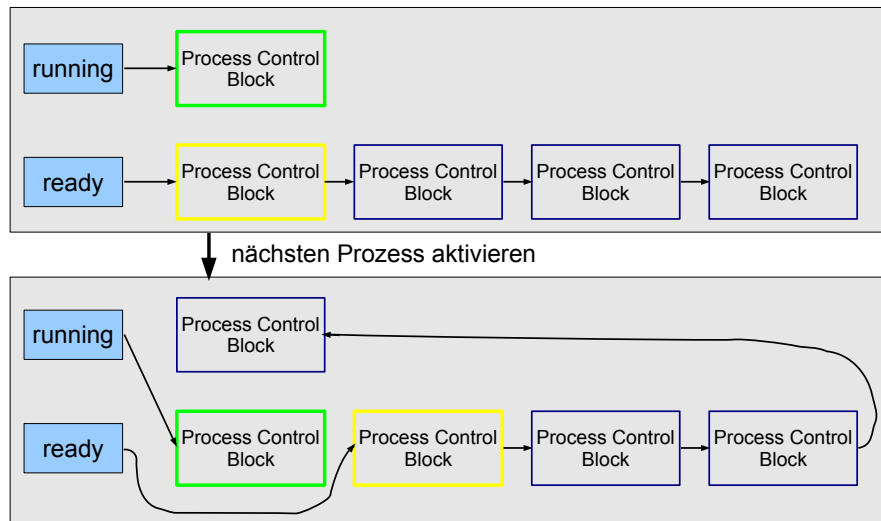 running
Process Control
Block
ready
Process Control
Block
Process Control
Block
Process Control
Block
Process Control
Block
nächsten Prozess aktivieren
running
Process Control
Block
ready
Process Control
Block
Process Control
Block
Process Control
Block
Process Control
Block